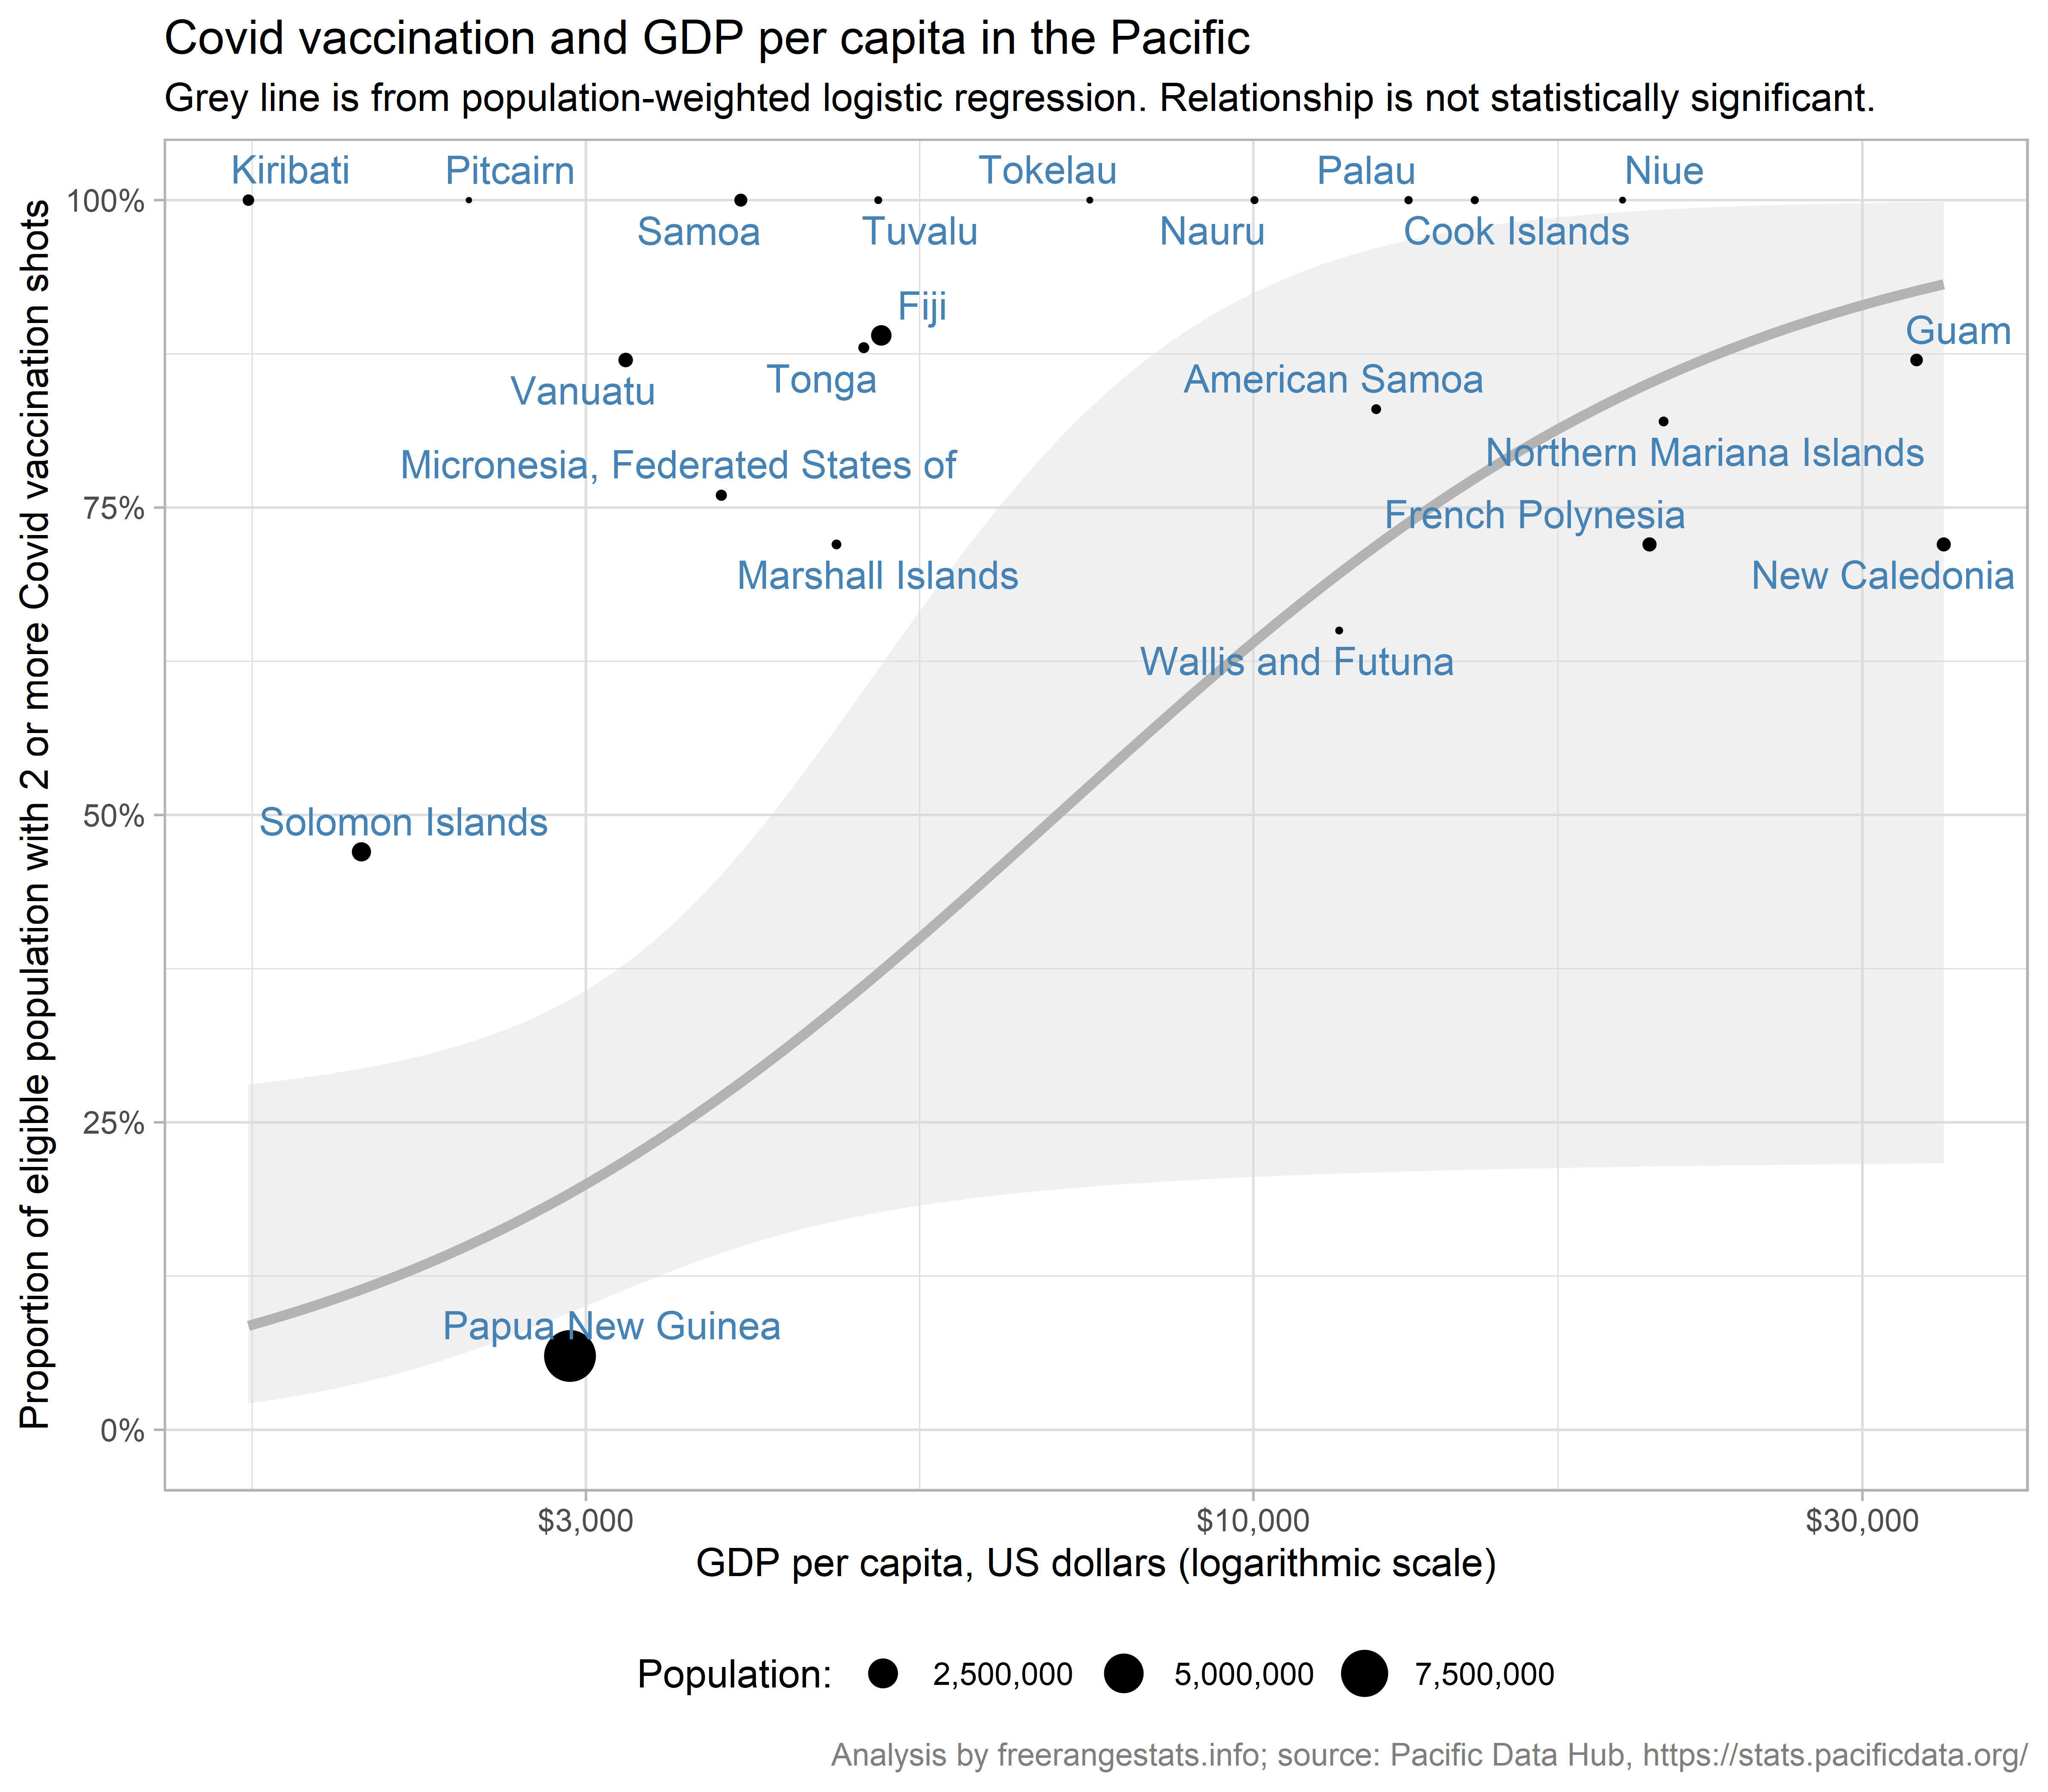 Covid vaccination and GDP per capita in the Pacific
Grey line is from population-weighted logistic regression. Relationship is not statistically significant.
Proportion of eligible population with 2 or more Covid vaccination shots
100%
75%
50%
25%
0%
Kiribati
Pitcairn
Tokelau
Palau
Niue
Samoa
Tuvalu
Nauru
Cook Islands
Fiji
Guam
Tonga
American Samoa
Vanuatu
Micronesia, Federated States of
Northern Mariana Islands
French Polynesia
Marshall Islands
New Caledonia
Wallis and Futuna
Solomon Islands
Papua New Guinea
$3,000
$10,000
$30,000
GDP per capita, US dollars (logarithmic scale)
Population: 2,500,000 5,000,000 7,500,000
Analysis by freerangestats.info; source: Pacific Data Hub, https://stats.pacificdata.org/